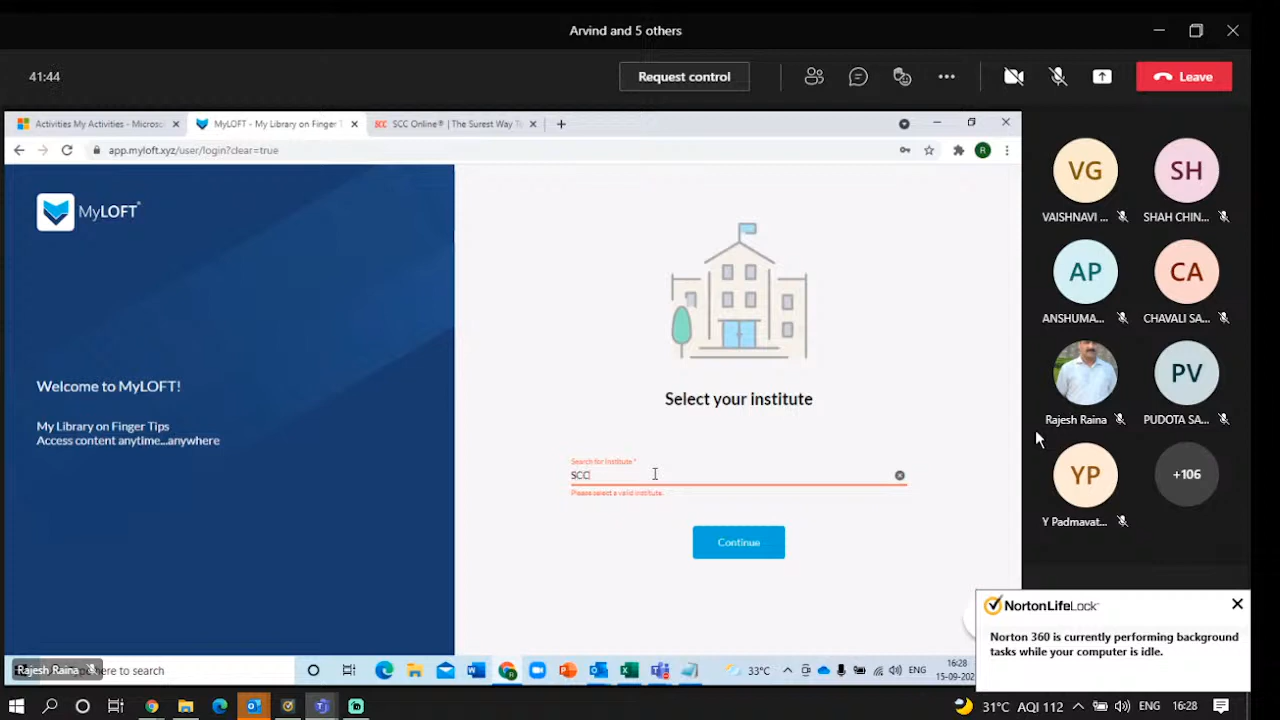 Arvind and 5 others
41:44
Request control
Leave
Activities My Activities - Microso
MyLOFT - My Library on Finger T
SCC SCC Online® | The Surest Way To
app.myloft.xyz/user/login?clear=true
R
MyLOFT®
Welcome to MyLOFT!
My Library on Finger Tips
Access content anytime...anywhere
Select your institute
Search for Institute *
SCC
Please select a valid institute.
Continue
VG
SH
VAISHNAVI ...
SHAH CHIN...
AP
CA
ANSHUMA...
CHAVALI SA...
PV
Rajesh Raina
PUDOTA SA...
YP
+106
Y Padmavat...
NortonLifeLock
Norton 360 is currently performing background
tasks while your computer is idle.
Rajesh Raina
here to search
33°C
ENG
16:28
15-09-202
31°C AQI 112
ENG
16:28